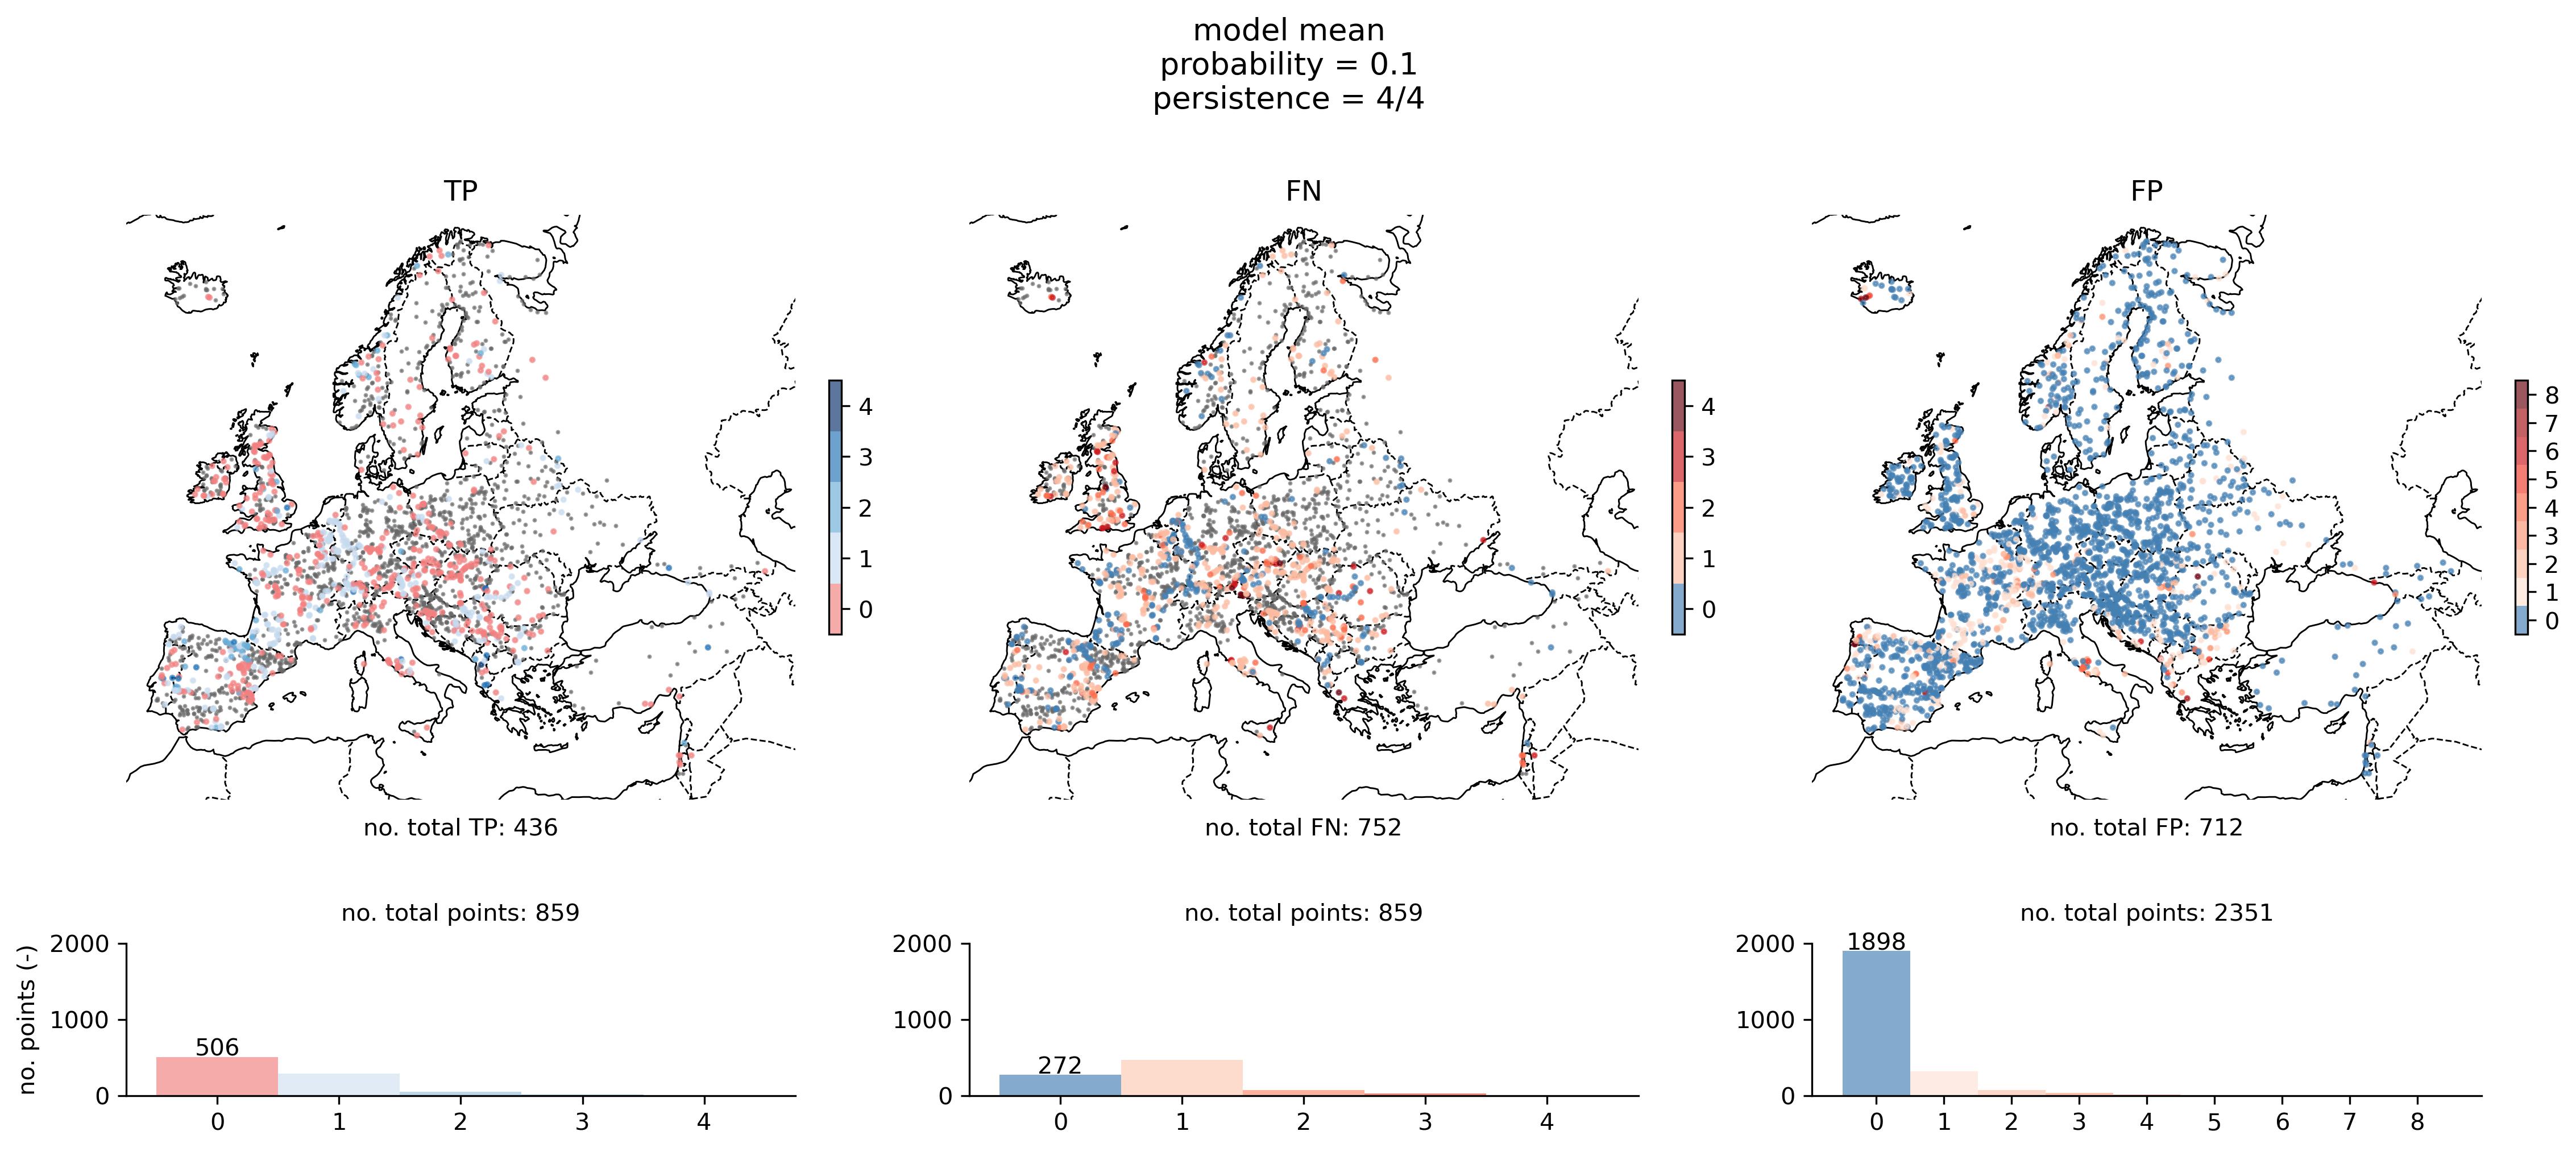 model mean
probability = 0.1
persistence = 4/4
TP
FN
FP
4
3
2
1
0
4
3
2
1
0
8
7
6
5
4
3
2
1
0
no. total TP: 436
no. total FN: 752
no. total FP: 712
no. total points: 859
no. total points: 859
no. total points: 2351
no. points (-)
2000
1000
0
506
0 1 2 3 4
2000
1000
0
272
0 1 2 3 4
2000
1000
0
1898
0 1 2 3 4 5 6 7 8